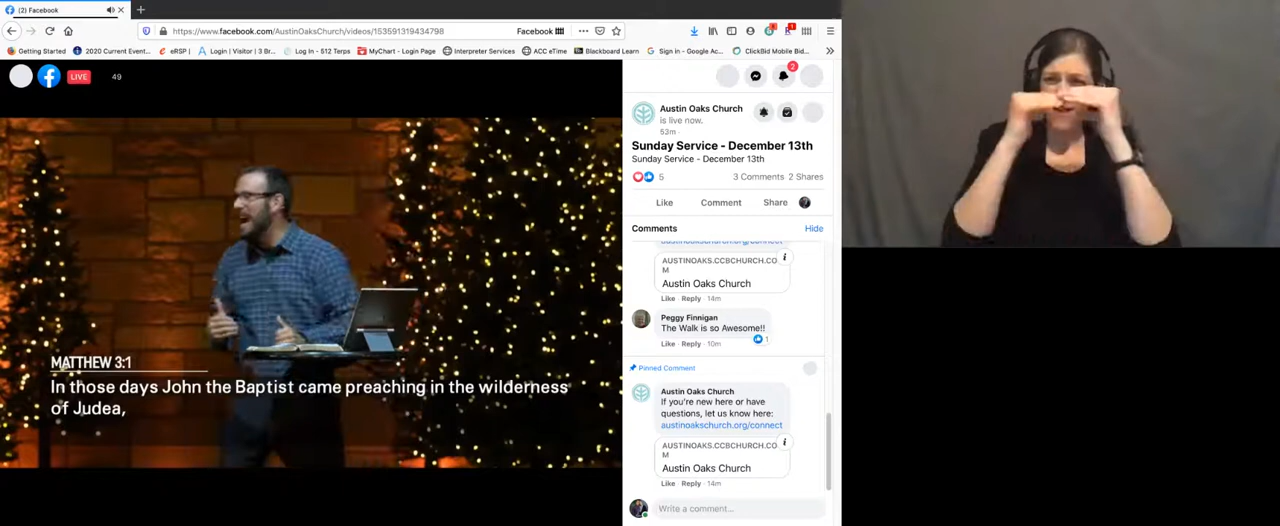 (2) Facebook
https://www.facebook.com/AustinOaksChurch/videos/153591319434798
Facebook
Getting Started
2020 Current Event...
eRSP |
Login | Visitor | 3 Br...
Log In - 512 Terps
MyChart - Login Page
Interpreter Services
ACC eTime
Blackboard Learn
Sign in - Google Ac...
ClickBid Mobile Bid...
LIVE
49
MATTHEW 3:1
In those days John the Baptist came preaching in the wilderness
of Judea,
2
Austin Oaks Church
is live now.
53m ·
Sunday Service - December 13th
Sunday Service - December 13th
5
3 Comments 2 Shares
Like
Comment
Share
Comments
Hide
austinoakschurch.org/connect
AUSTINOAKS.CCBCHURCH.CO
M
Austin Oaks Church
Like · Reply · 14m
Peggy Finnigan
The Walk is so Awesome!!
1
Like · Reply · 10m
Pinned Comment
Austin Oaks Church
If you're new here or have
questions, let us know here:
austinoakschurch.org/connect
AUSTINOAKS.CCBCHURCH.CO
M
Austin Oaks Church
Like · Reply · 14m
Write a comment...